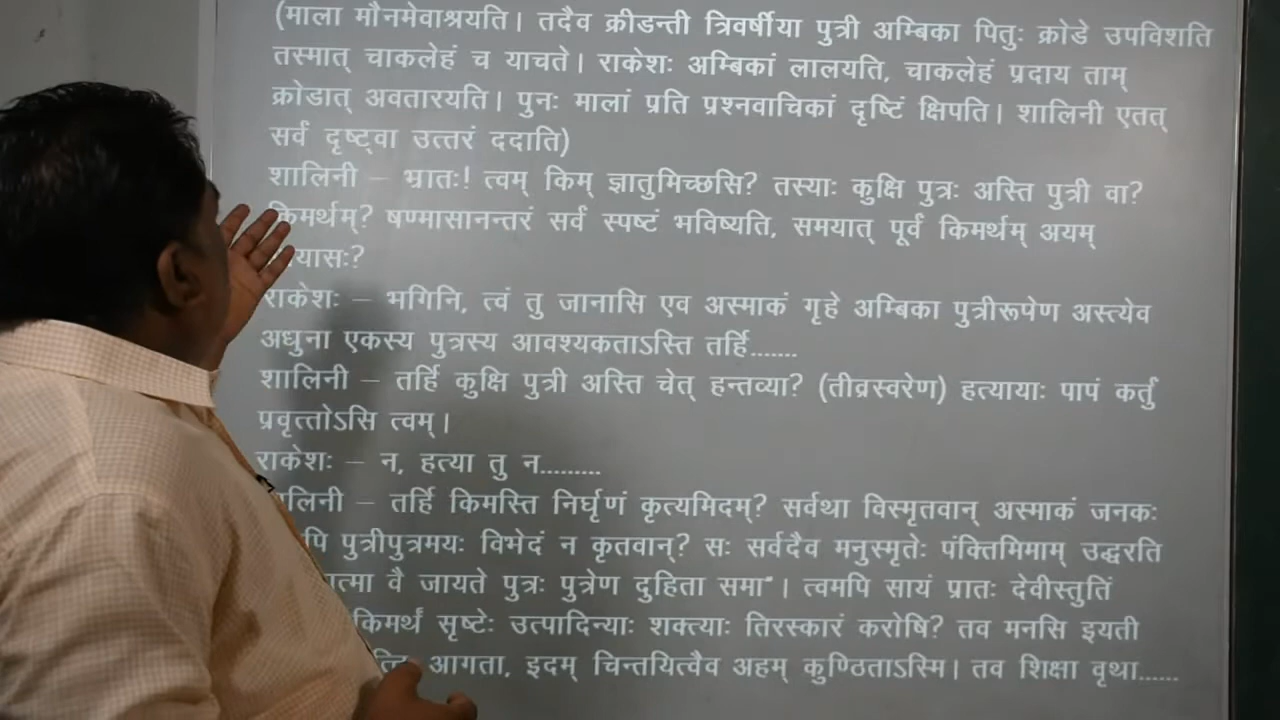 (माला मौनमेवाश्रयति। तदैव क्रीडन्ती त्रिवर्षीया पुत्री अम्बिका पितुः क्रोडे उपविशति
तस्मात् चाकलेहं च याचते। राकेशः अम्बिकां लालयति, चाकलेहं प्रदाय ताम्
क्रोडात् अवतारयति। पुनः मालां प्रति प्रश्नवाचिकां दृष्टिं क्षिपति। शालिनी एतत्
सर्वं दृष्ट्वा उत्तरं ददाति)
शालिनी – भ्रातः! त्वम् किम् ज्ञातुमिच्छसि? तस्याः कुक्षि पुत्रः अस्ति पुत्री वा?
किमर्थम्? षण्मासानन्तरं सर्वं स्पष्टं भविष्यति, समयात् पूर्वं किमर्थम् अयम्
यासः?
राकेशः – भगिनि, त्वं तु जानासि एव अस्माकं गृहे अम्बिका पुत्रीरूपेण अस्त्येव
अधुना एकस्य पुत्रस्य आवश्यकताऽस्ति तर्हि.......
शालिनी – तर्हि कुक्षि पुत्री अस्ति चेत् हन्तव्या? (तीव्रस्वरेण) हत्यायाः पापं कर्तुं
प्रवृत्तोऽसि त्वम्।
राकेशः – न, हत्या तु न.........
लिनी – तर्हि किमस्ति निर्घृणं कृत्यमिदम्? सर्वथा विस्मृतवान् अस्माकं जनकः
पि पुत्रीपुत्रमयः विभेदं न कृतवान्? सः सर्वदैव मनुस्मृतेः पंक्तिमिमाम् उद्धरति
त्मा वै जायते पुत्रः पुत्रेण दुहिता समा"। त्वमपि सायं प्रातः देवीस्तुतिं
किमर्थं सृष्टेः उत्पादिन्याः शक्त्याः तिरस्कारं करोषि? तव मनसि इयती
आगता, इदम् चिन्तयित्वैव अहम् कुण्ठिताऽस्मि। तव शिक्षा वृथा......